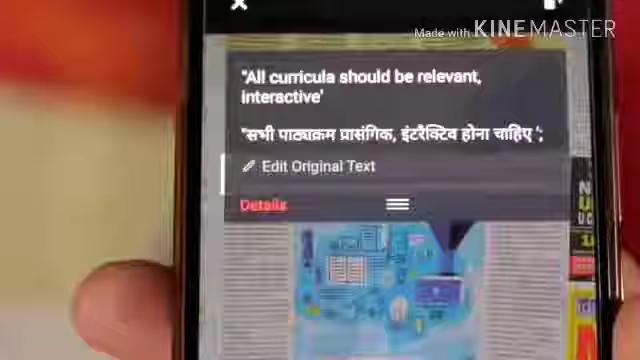 Made with KINEMASTER
"All curricula should be relevant,
interactive'
"सभी पाठ्यक्रम प्रासंगिक, इंटरैक्टिव होना चाहिए ';
Edit Original Text
Details